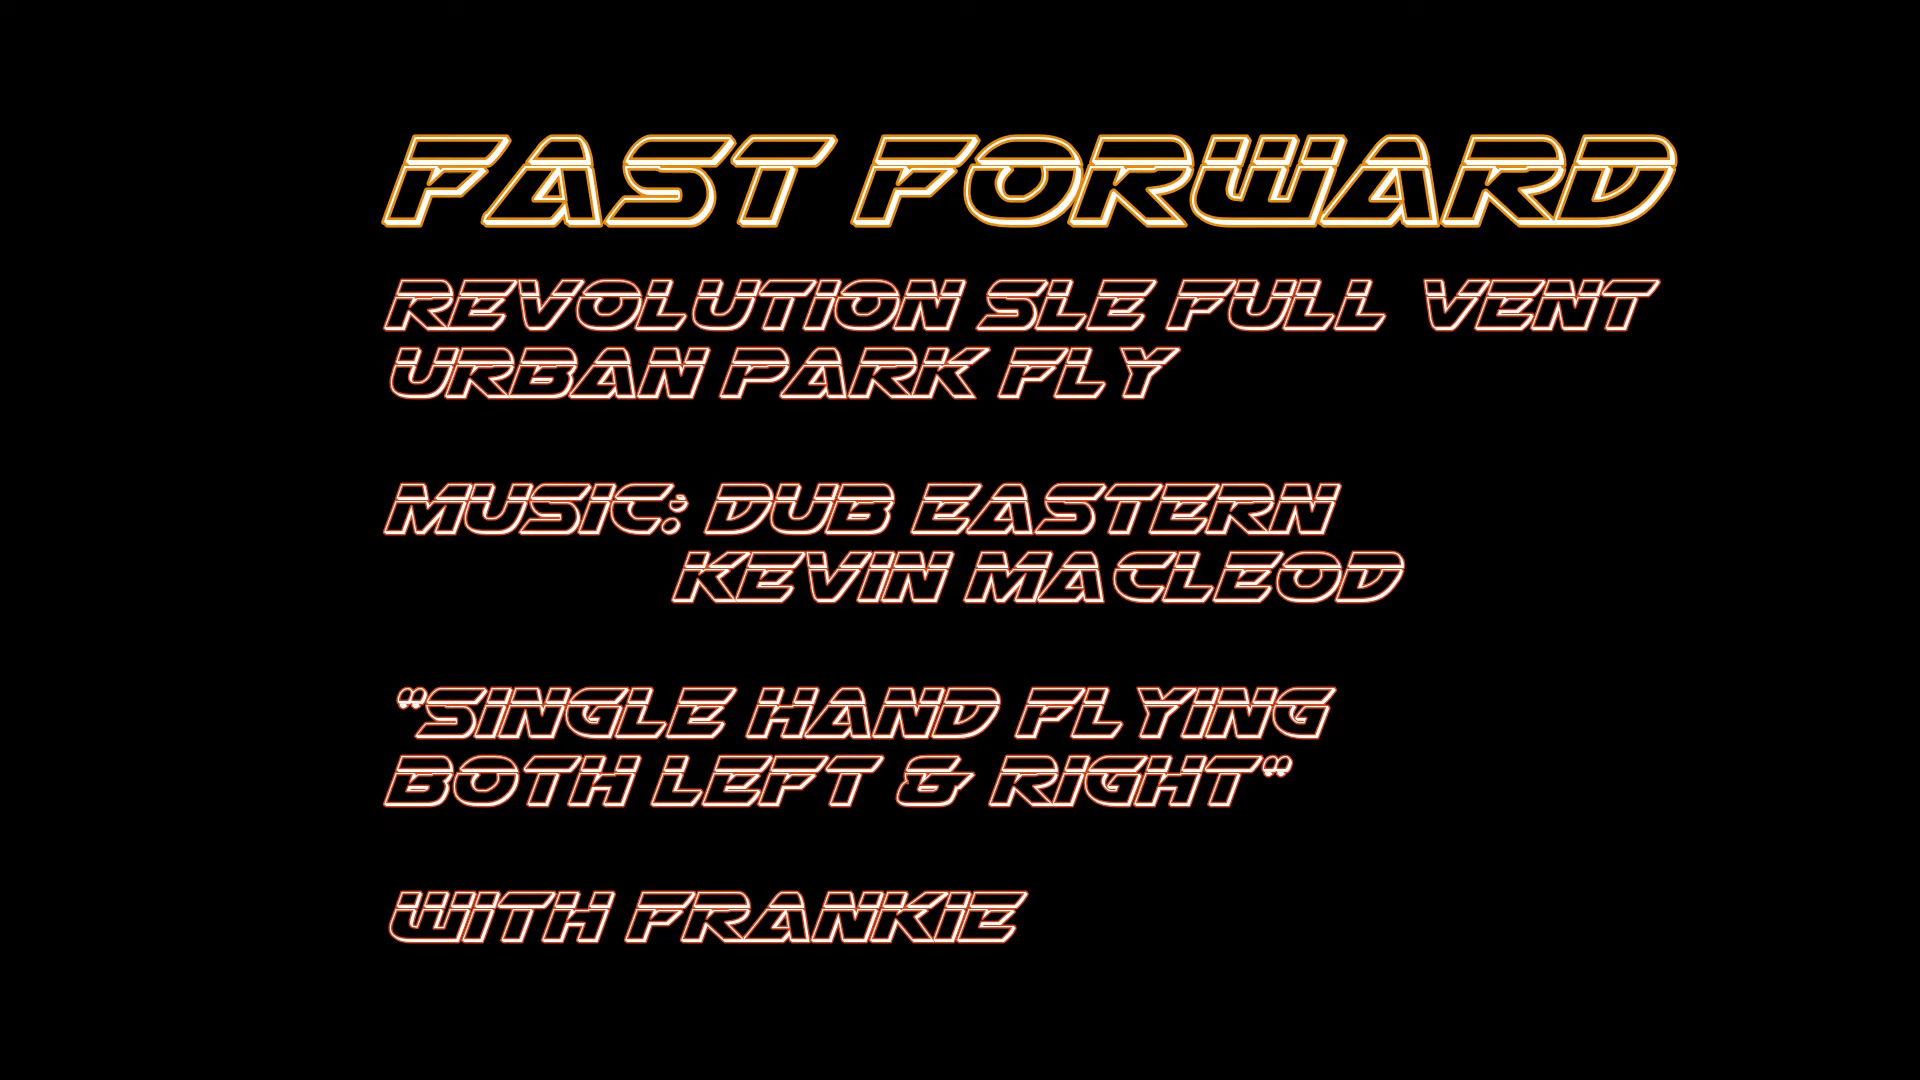 FAST FORWARD
REVOLUTION SLE FULL VENT
URBAN PARK FLY
MUSIC: DUB EASTERN
KEVIN MACLEOD
"SINGLE HAND FLYING
BOTH LEFT & RIGHT"
WITH FRANKIE